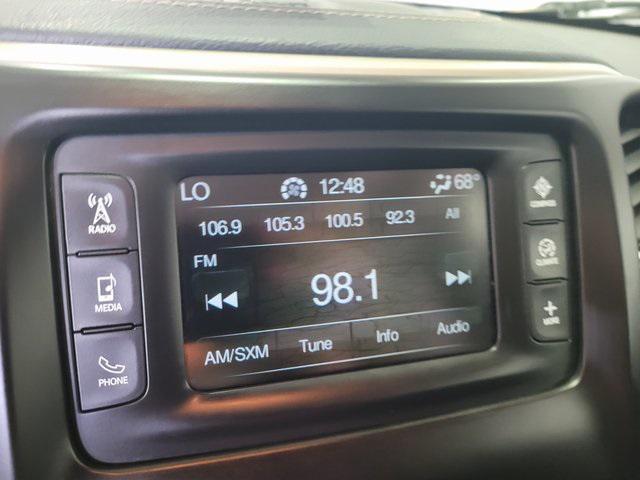 LO 12:48 68°
106.9 105.3 100.5 92.3 All
FM
98.1
AM/SXM Tune Info Audio
RADIO
MEDIA
PHONE
COMPASS
CLIMATE
MORE